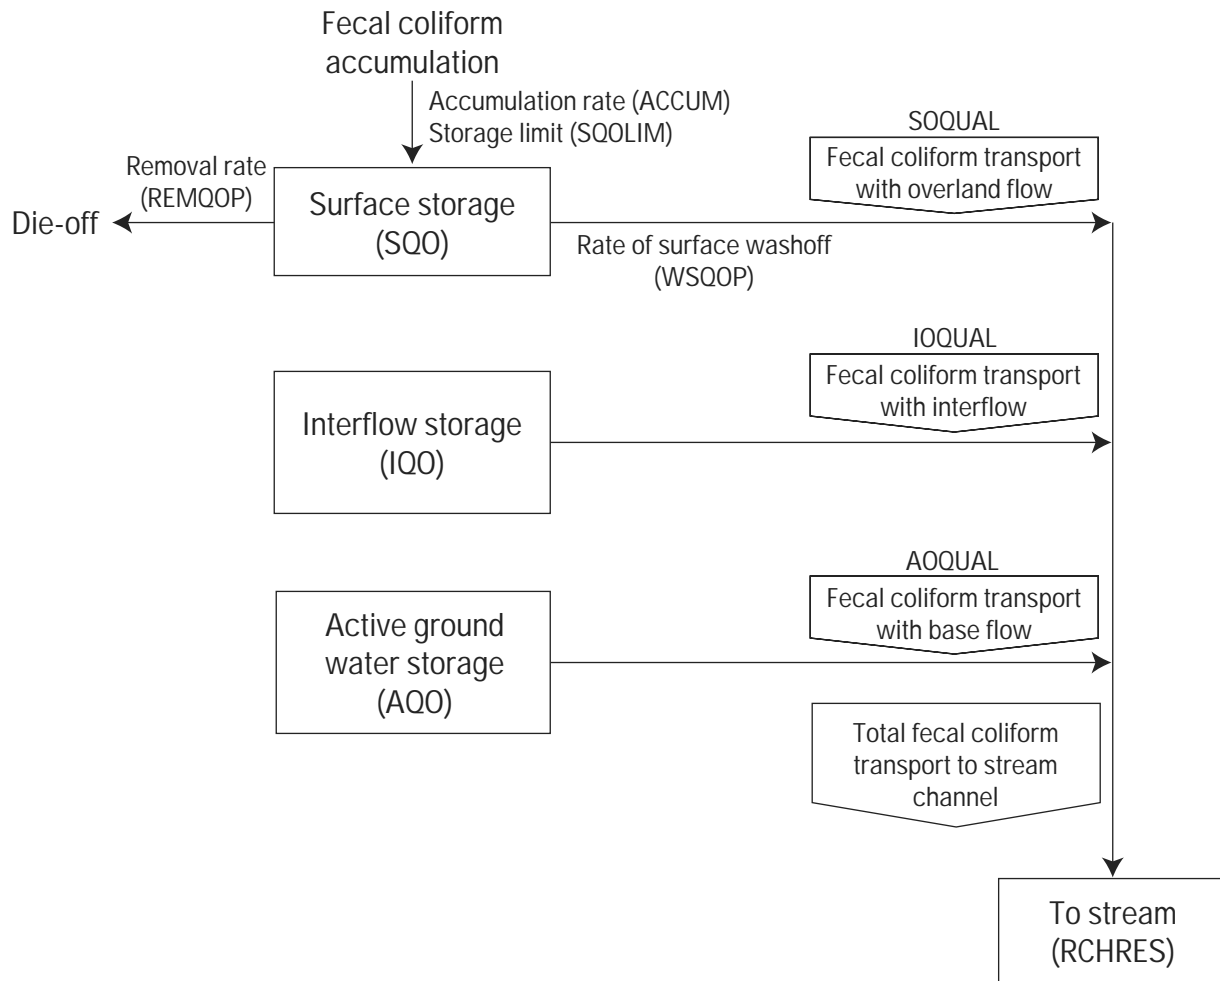 Fecal coliform
accumulation
Accumulation rate (ACCUM)
Storage limit (SQOLIM)
SOQUAL
Fecal coliform transport
with overland flow
Removal rate
(REMQOP)
Die-off
Surface storage
(SQO)
Rate of surface washoff
(WSQOP)
IOQUAL
Fecal coliform transport
with interflow
Interflow storage
(IQO)
AOQUAL
Fecal coliform transport
with base flow
Active ground
water storage
(AQO)
Total fecal coliform
transport to stream
channel
To stream
(RCHRES)